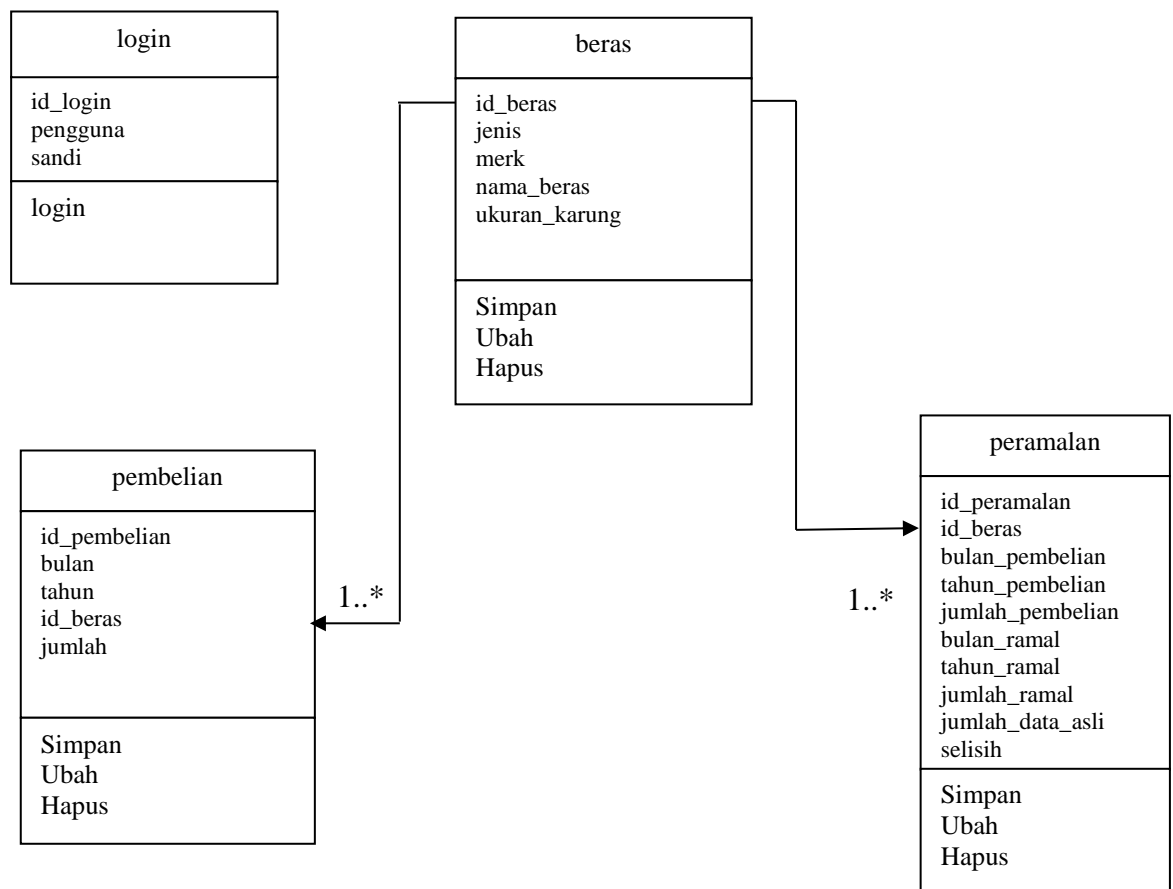 login
id_login
pengguna
sandi
login
beras
id_beras
jenis
merk
nama_beras
ukuran_karung
Simpan
Ubah
Hapus
pembelian
id_pembelian
bulan
tahun
id_beras
jumlah
Simpan
Ubah
Hapus
1..*
1..*
peramalan
id_peramalan
id_beras
bulan_pembelian
tahun_pembelian
jumlah_pembelian
bulan_ramal
tahun_ramal
jumlah_ramal
jumlah_data_asli
selisih
Simpan
Ubah
Hapus